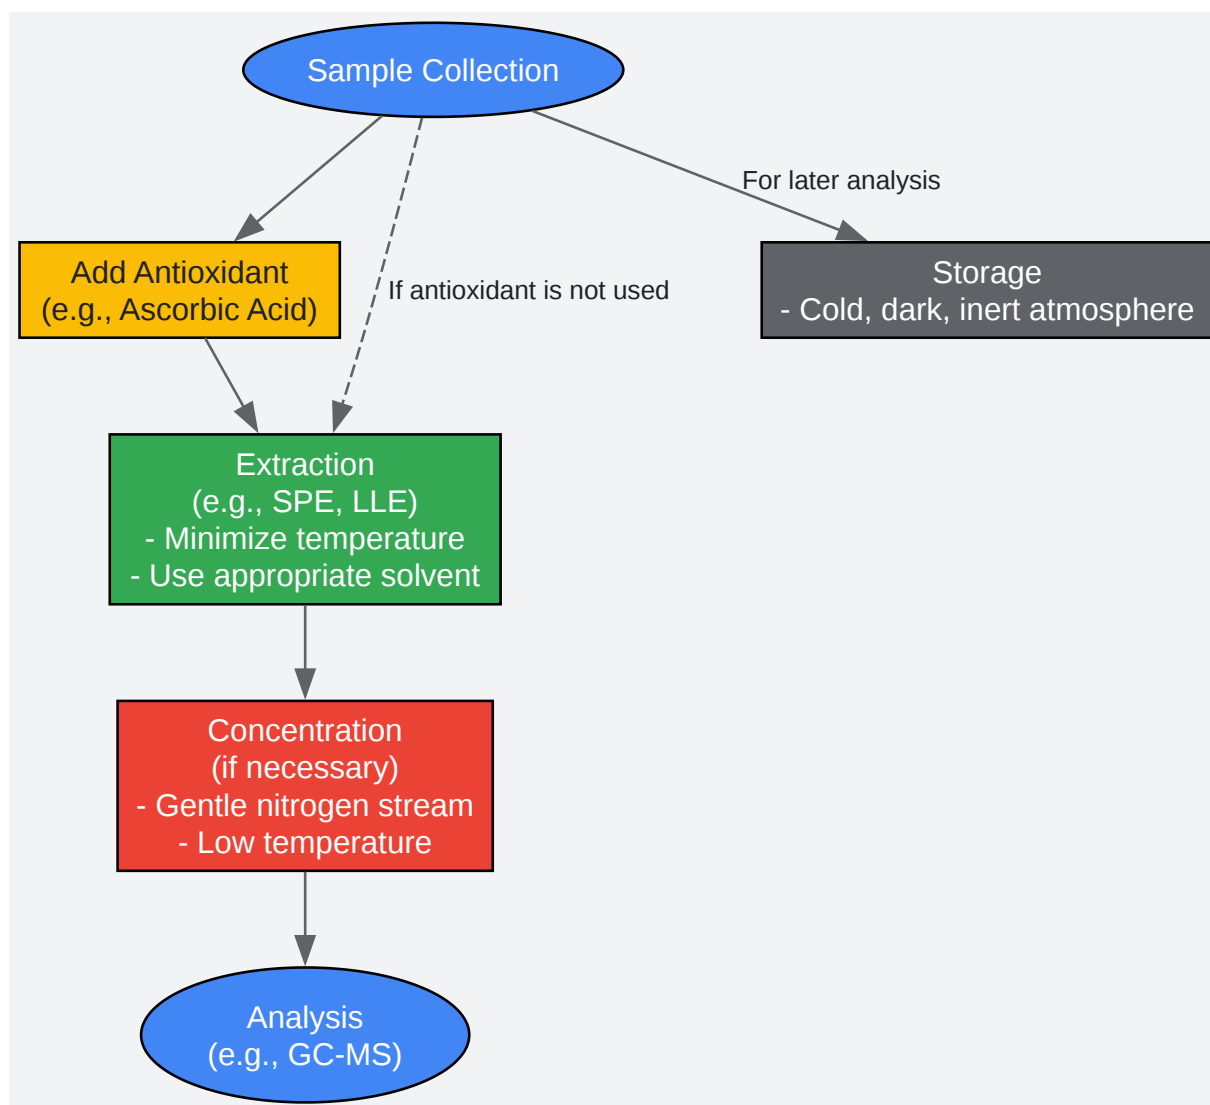 Sample Collection
For later analysis
Add Antioxidant
(e.g., Ascorbic Acid)
If antioxidant is not used
Storage
- Cold, dark, inert atmosphere
Extraction
(e.g., SPE, LLE)
- Minimize temperature
- Use appropriate solvent
Concentration
(if necessary)
- Gentle nitrogen stream
- Low temperature
Analysis
(e.g., GC-MS)